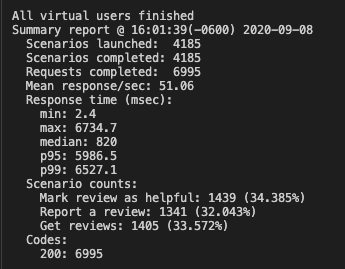 All virtual users finished
Summary report @ 16:01:39(-0600) 2020-09-08
Scenarios launched: 4185
Scenarios completed: 4185
Requests completed: 6995
Mean response/sec: 51.06
Response time (msec):
min: 2.4
max: 6734.7
median: 820
p95: 5986.5
p99: 6527.1
Scenario counts:
Mark review as helpful: 1439 (34.385%)
Report a review: 1341 (32.043%)
Get reviews: 1405 (33.572%)
Codes:
200: 6995